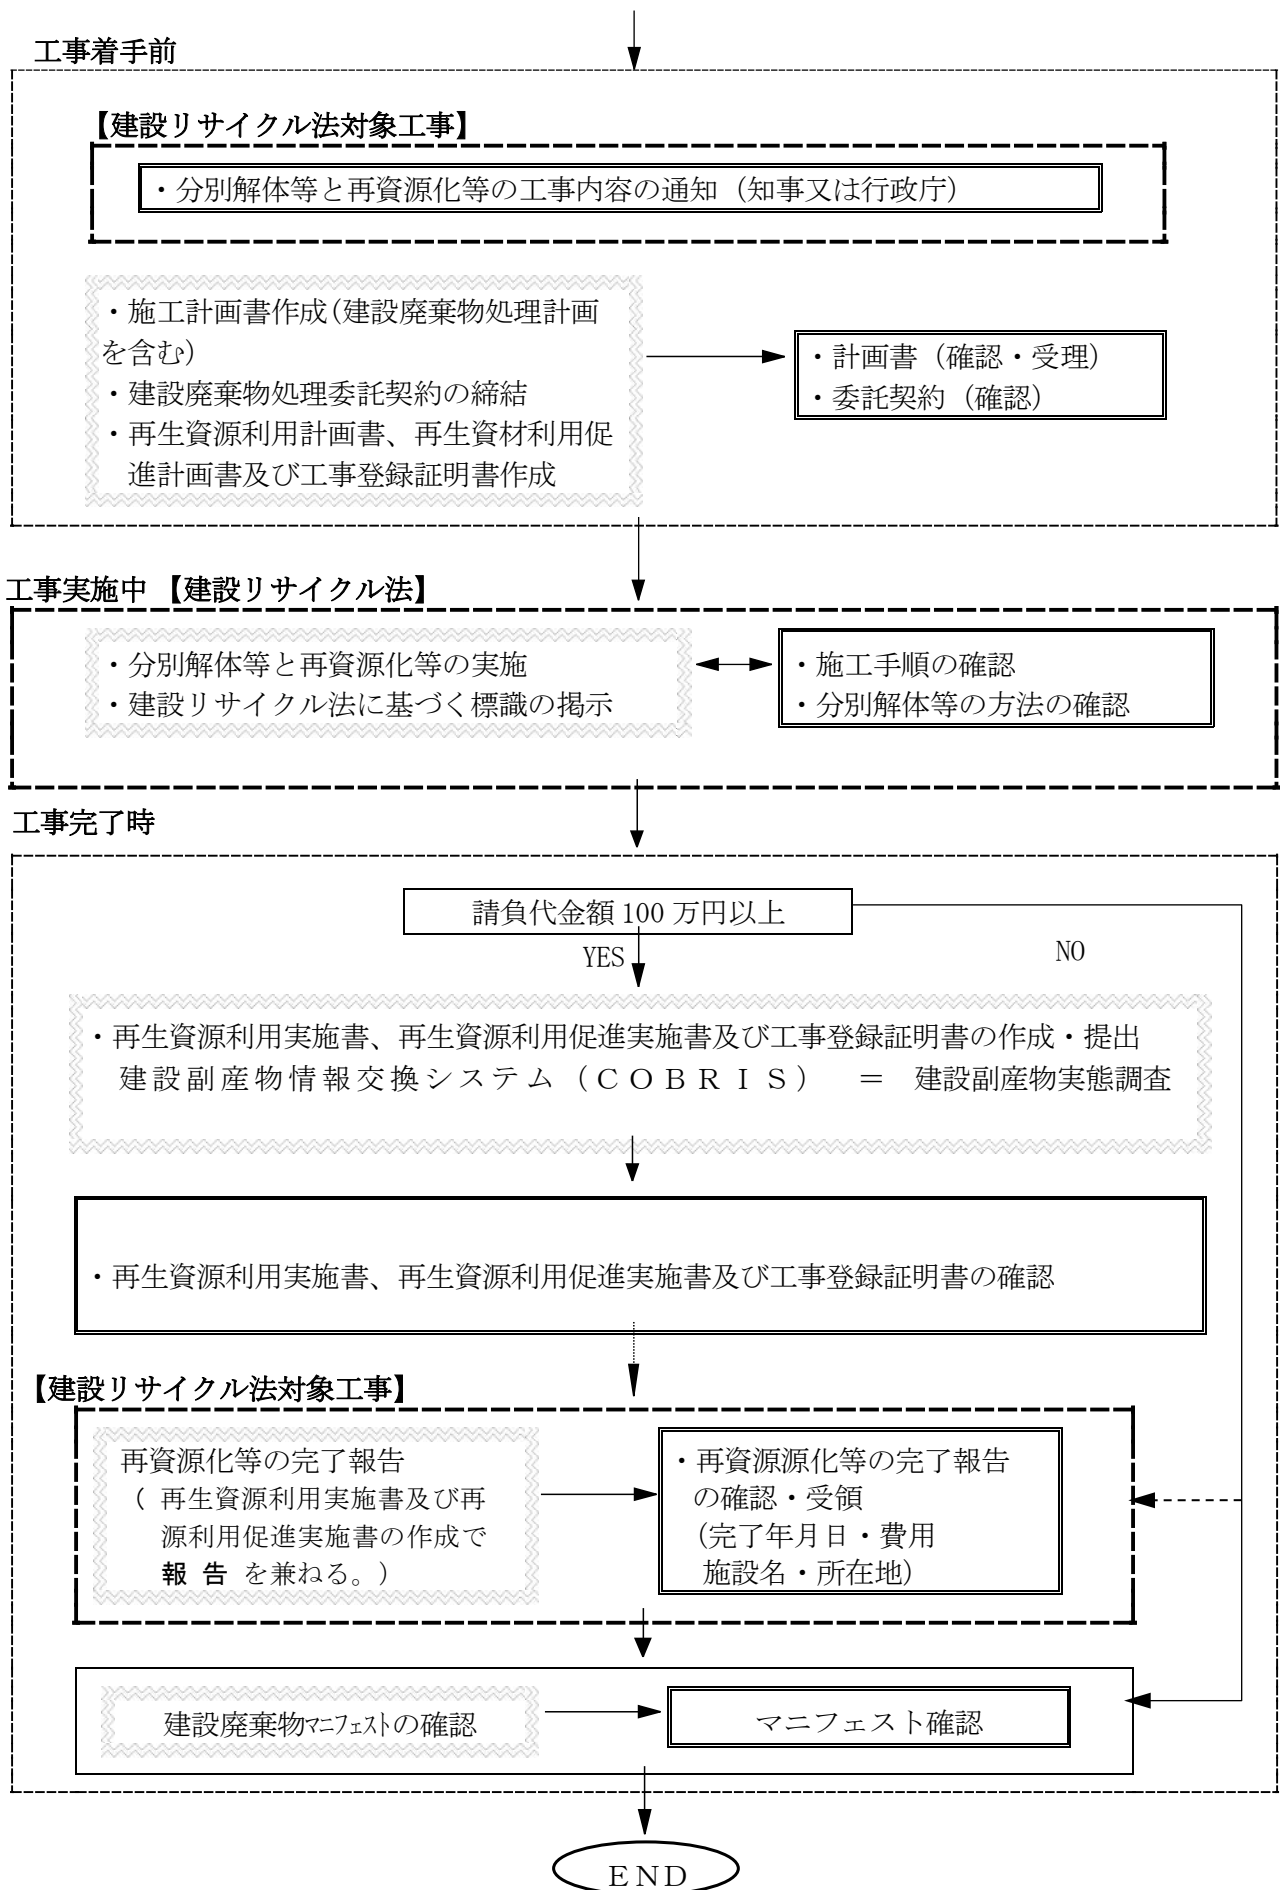 工事着手前
【建設リサイクル法対象工事】
・分別解体等と再資源化等の工事内容の通知（知事又は行政庁）
・施工計画書作成（建設廃棄物処理計画
を含む）
・建設廃棄物処理委託契約の締結
・再生資源利用計画書、再生資材利用促
進計画書及び工事登録証明書作成
・計画書（確認・受理）
・委託契約（確認）
工事実施中 【建設リサイクル法】
・分別解体等と再資源化等の実施
・建設リサイクル法に基づく標識の掲示
・施工手順の確認
・分別解体等の方法の確認
工事完了時
請負代金額 100 万円以上
YES
NO
・再生資源利用実施書、再生資源利用促進実施書及び工事登録証明書の作成・提出
建設副産物情報交換システム（ＣＯＢＲＩＳ）　＝　建設副産物実態調査
・再生資源利用実施書、再生資源利用促進実施書及び工事登録証明書の確認
【建設リサイクル法対象工事】
再資源化等の完了報告
（ 再生資源利用実施書及び再
源利用促進実施書の作成で
報 告 を兼ねる。）
・再資源源化等の完了報告
の確認・受領
（完了年月日・費用
施設名・所在地）
建設廃棄物ﾏﾆﾌｪｽﾄの確認
マニフェスト確認
ＥＮＤ